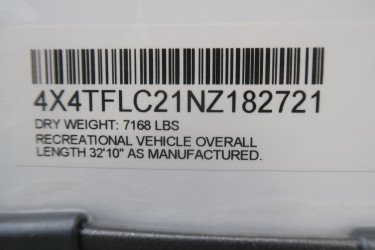 4X4TFLC21NZ182721
DRY WEIGHT: 7168 LBS
RECREATIONAL VEHICLE OVERALL
LENGTH 32'10" AS MANUFACTURED.